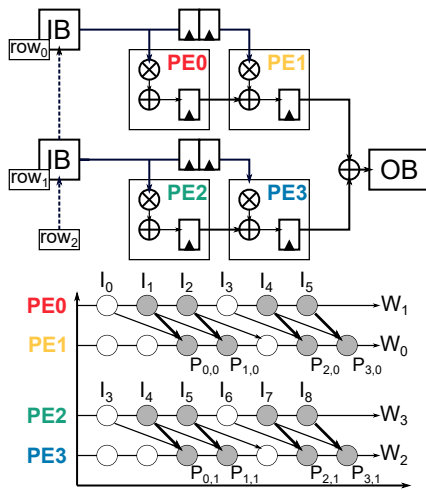 IB
row0
PE0
PE1
IB
row1
PE2
PE3
OB
row2
I0 I1 I2 I3 I4 I5
PE0 W1
PE1 W0
P0,0 P1,0 P2,0 P3,0
I3 I4 I5 I6 I7 I8
PE2 W3
PE3 W2
P0,1 P1,1 P2,1 P3,1